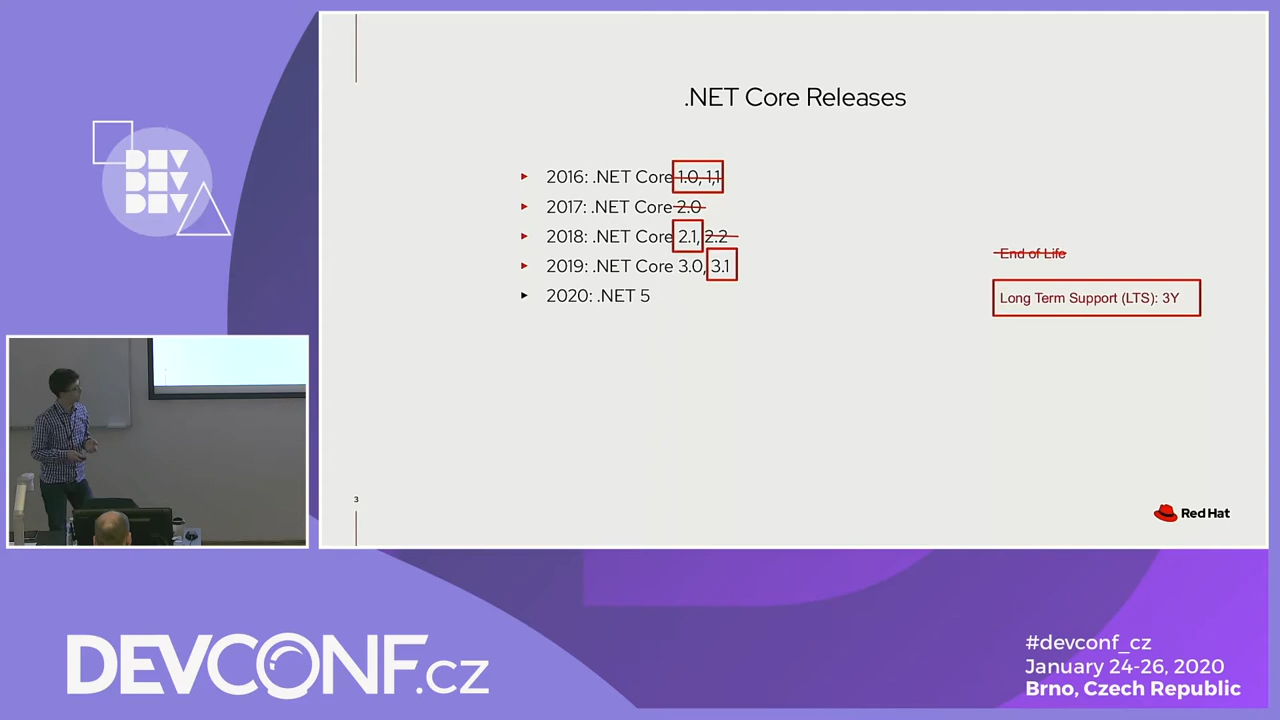 DEV
DEV
.NET Core Releases
2016: .NET Core 1.0, 1,1
2017: .NET Core 2.0
2018: .NET Core 2.1, 2.2
2019: .NET Core 3.0, 3.1
2020: .NET 5
End of Life
Long Term Support (LTS): 3Y
3
Red Hat
DEVCONF.cz
#devconf_cz
January 24-26, 2020
Brno, Czech Republic